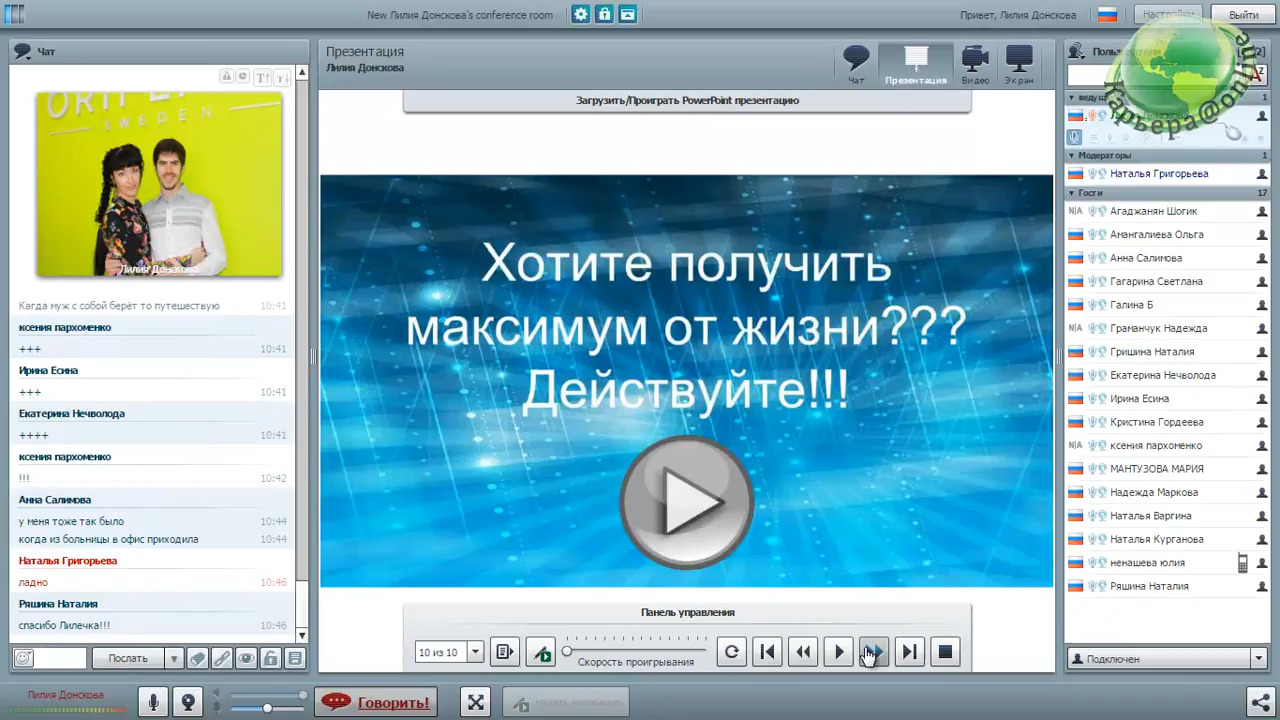 New Лилия Донскова's conference room
Привет, Лилия Донскова
Настройки
Выйти
Чат
ORIFLAME
SWEDEN
Лилия Донскова
Кагда муж с собой берёт то путешествую 10:41
ксения пархоменко
+++ 10:41
Ирина Есина
+++ 10:41
Екатерина Нечволода
++++ 10:41
ксения пархоменко
!!! 10:42
Анна Салимова
у меня тоже так было 10:44
когда из больницы в офис приходила 10:44
Наталья Григорьева
ладно 10:46
Ряшина Наталия
спасибо Лилечка!!! 10:46
Послать
Презентация
Лилия Донскова
Чат
Презентация
Видео
Экран
Загрузить/Проиграть PowerPoint презентацию
Хотите получить
максимум от жизни???
Действуйте!!!
Панель управления
10 из 10
Скорость проигрывания
карьера@online
Модераторы 1
Наталья Григорьева
Гости 17
N|A Агаджанян Шогик
Амангалиева Ольга
Анна Салимова
Гагарина Светлана
Галина Б
N|A Граманчук Надежда
Гришина Наталия
Екатерина Нечволода
Ирина Есина
Кристина Гордеева
N|A ксения пархоменко
МАНТУЗОВА МАРИЯ
Надежда Маркова
Наталья Варгина
Наталья Курганова
ненашева юлия
Ряшина Наталия
Подключен
Лилия Донскова
Говорить!